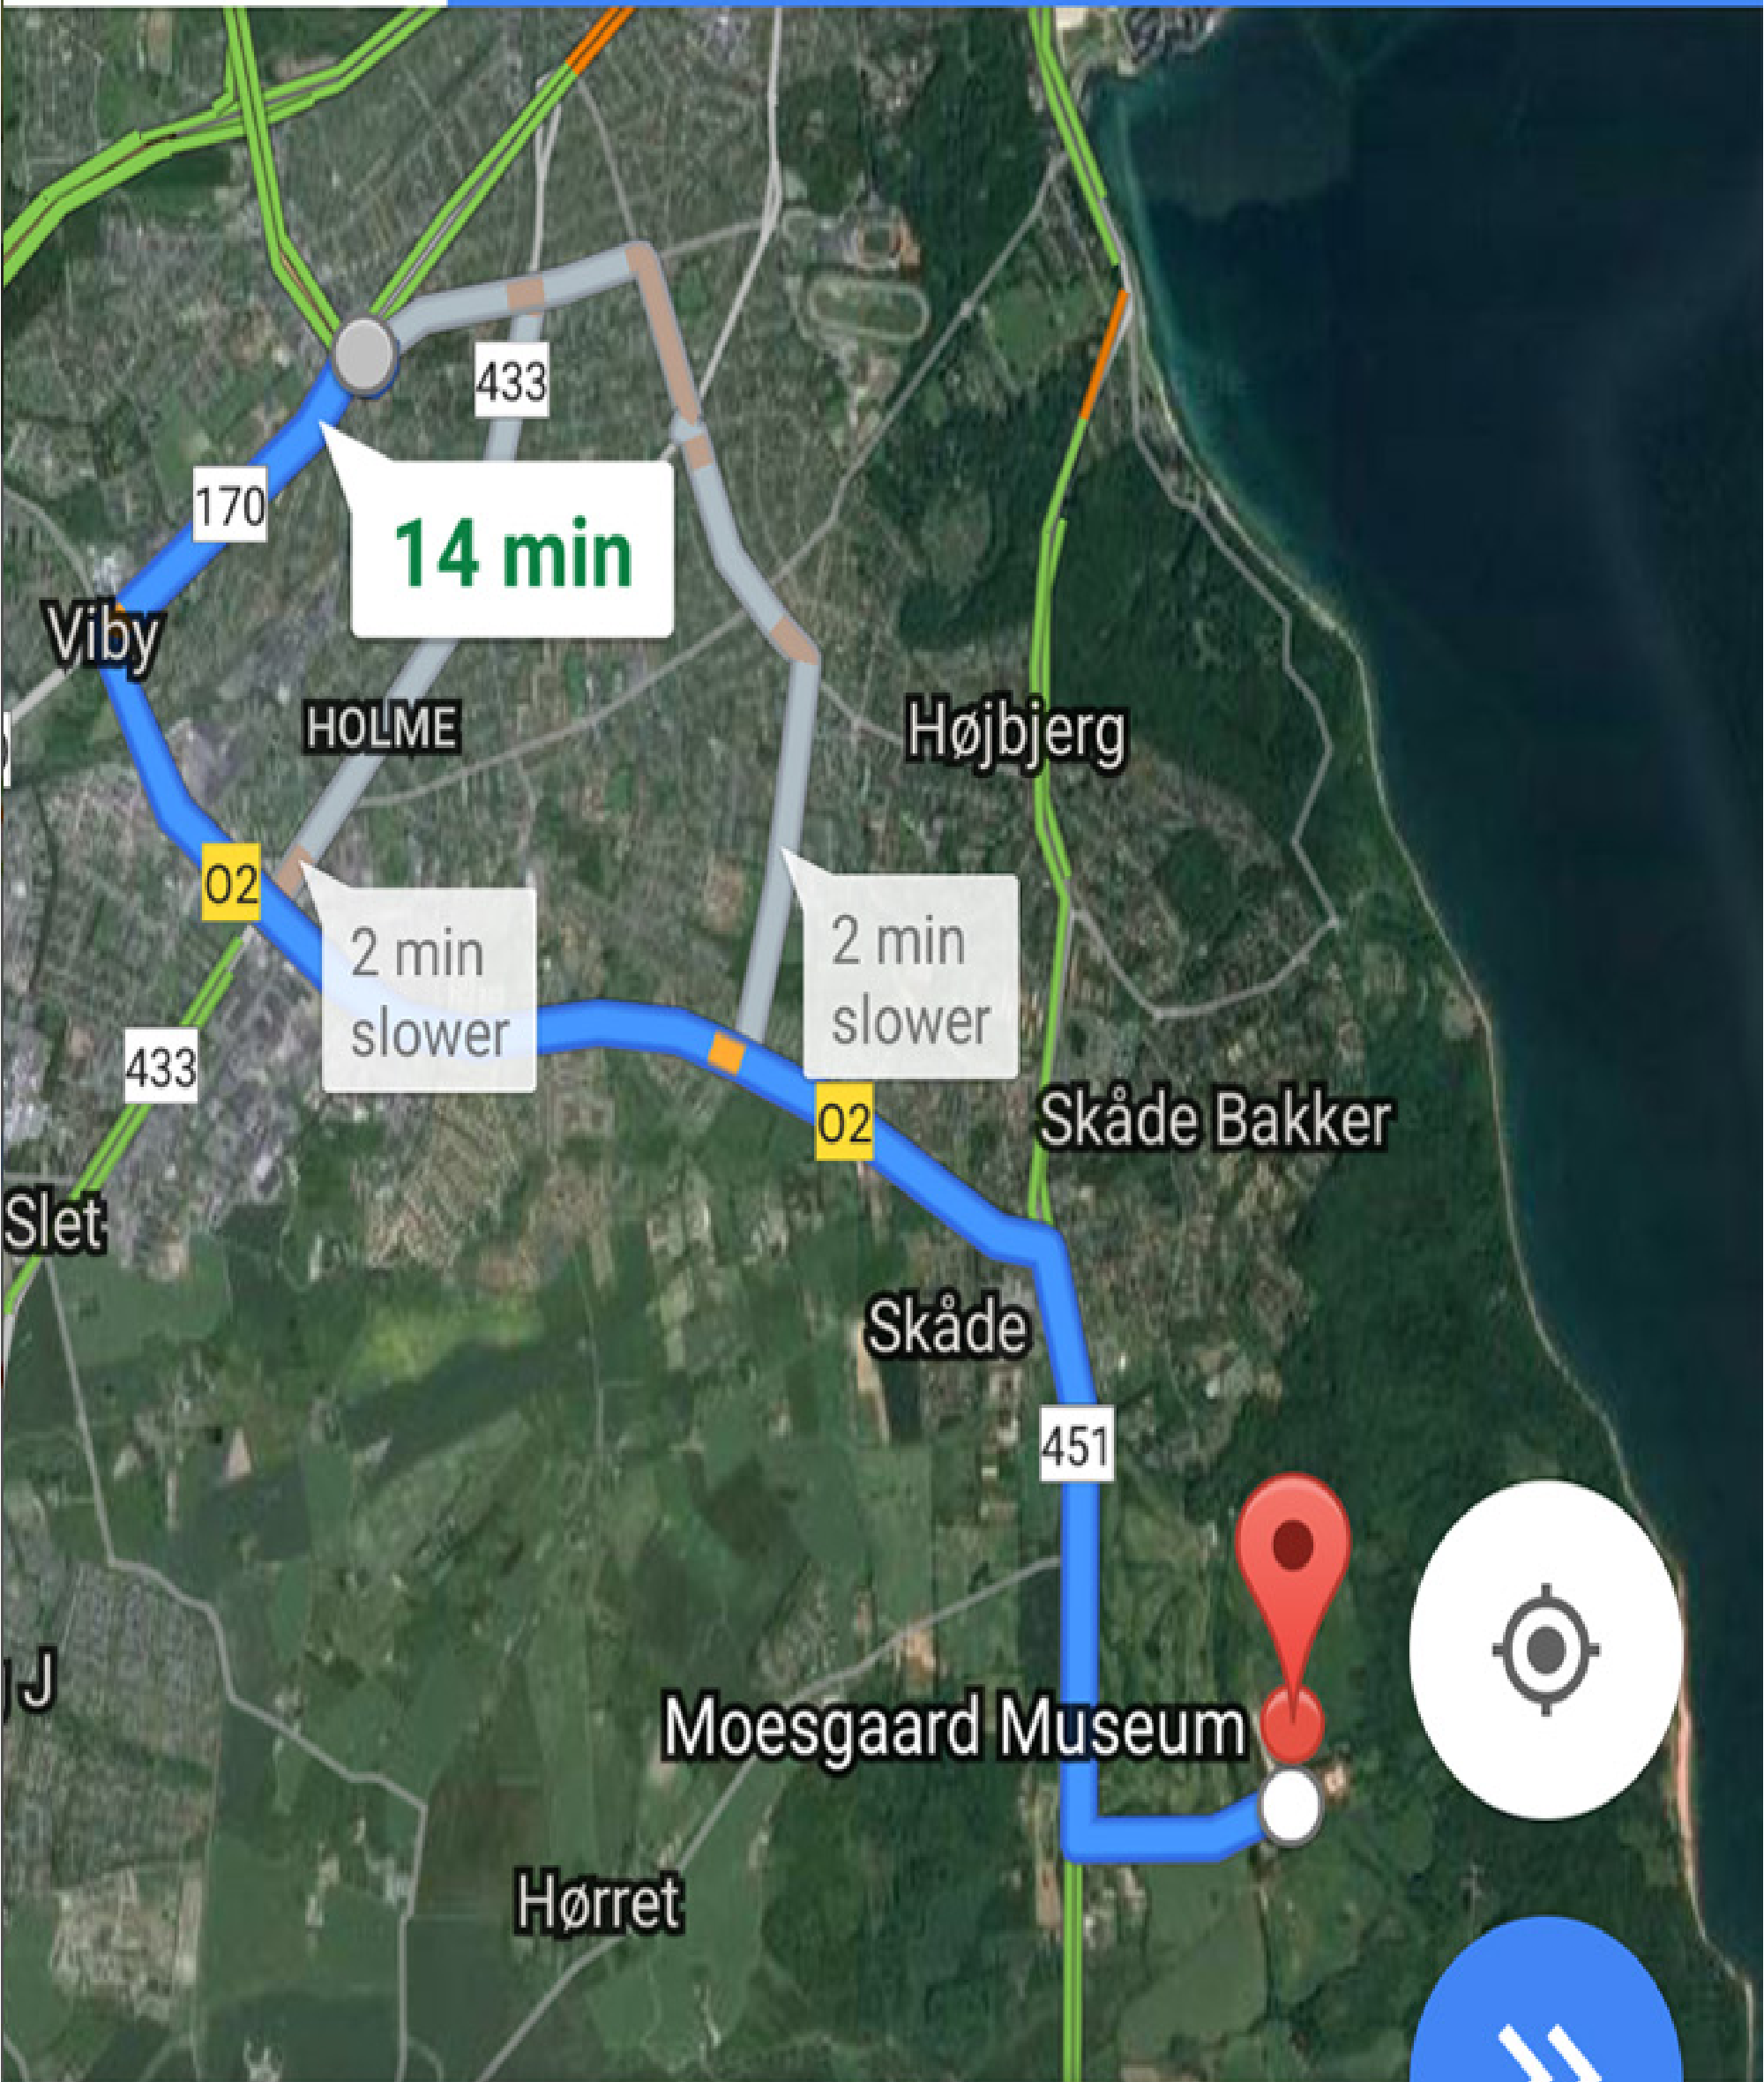 433
170
14 min
Viby
HOLME
Højbjerg
O2
2 min
slower
2 min
slower
433
O2
Skåde Bakker
Slet
Skåde
451
J
Moesgaard Museum
Hørret